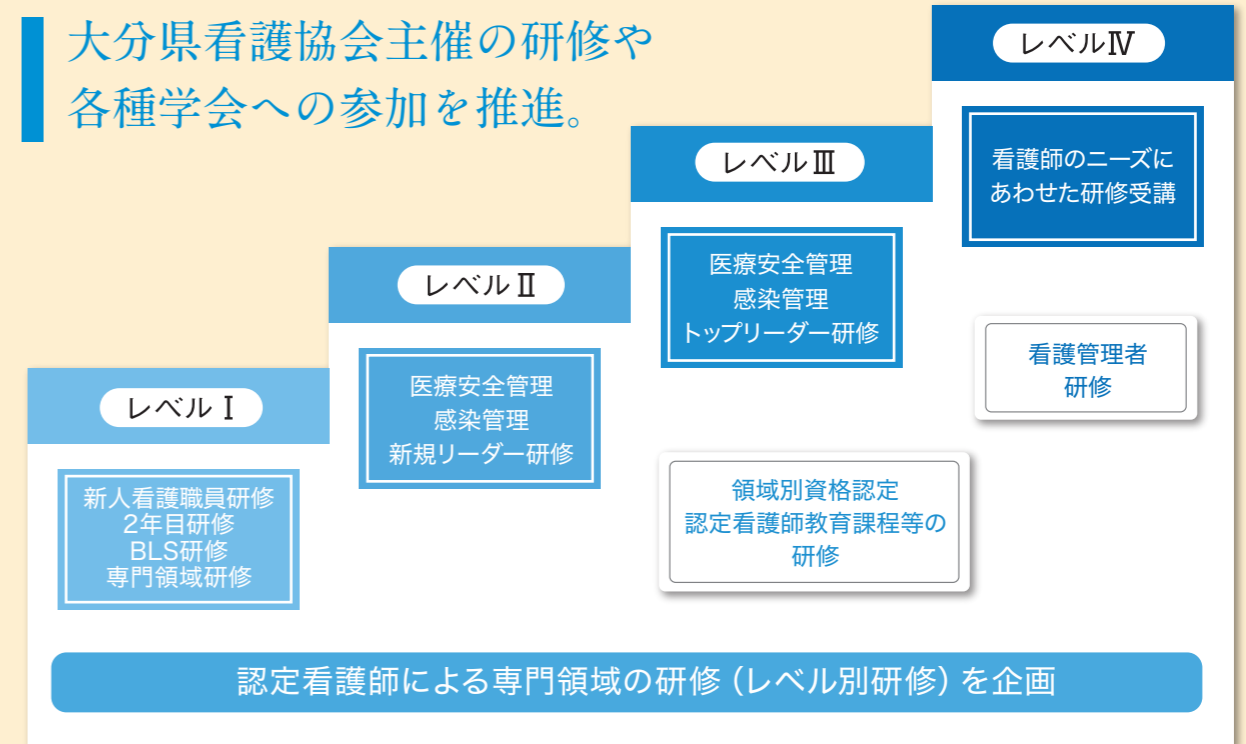 大分県看護協会主催の研修や
各種学会への参加を推進。
レベルⅠ
新人看護職員研修
2年目研修
BLS研修
専門領域研修
レベルⅡ
医療安全管理
感染管理
新規リーダー研修
レベルⅢ
医療安全管理
感染管理
トップリーダー研修
領域別資格認定
認定看護師教育課程等の
研修
レベルⅣ
看護師のニーズに
あわせた研修受講
看護管理者
研修
認定看護師による専門領域の研修（レベル別研修）を企画